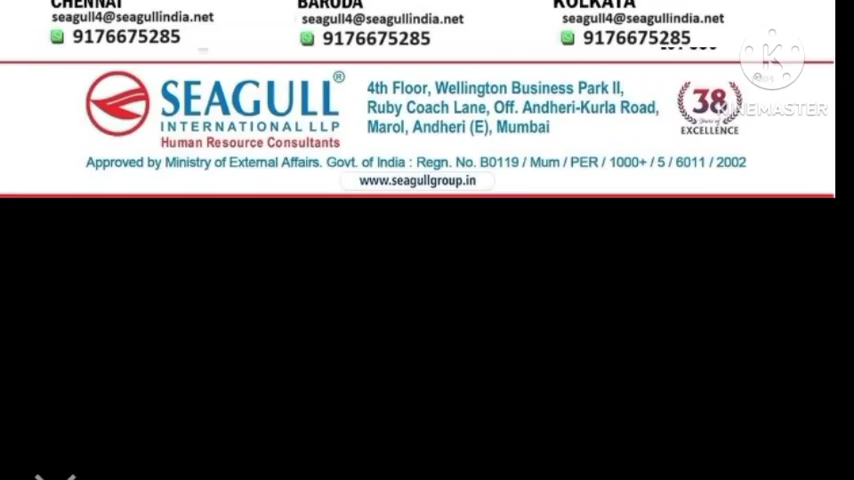 CHENNAI
BARODA
KOLKATA
seagull4@seagullindia.net
seagull4@seagullindia.net
seagull4@seagullindia.net
9176675285
9176675285
9176675285
SEAGULL®
INTERNATIONAL LLP
Human Resource Consultants
4th Floor, Wellington Business Park II,
Ruby Coach Lane, Off. Andheri-Kurla Road,
Marol, Andheri (E), Mumbai
38
Years of
EXCELLENCE
K
KINEMASTER
Approved by Ministry of External Affairs. Govt. of India : Regn. No. B0119 / Mum / PER / 1000+ / 5 / 6011 / 2002
www.seagullgroup.in